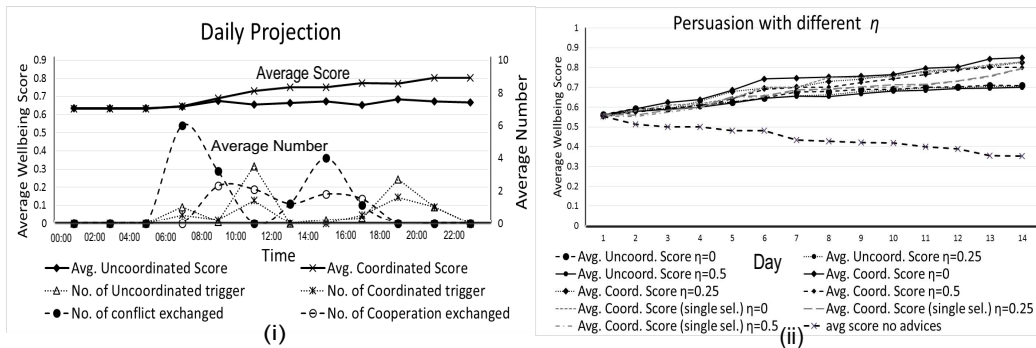 Daily Projection
Average Wellbeing Score
0.9
0.8
0.7
0.6
0.5
0.4
0.3
0.2
0.1
0
Average Score
Average Number
10
8
6
4
2
0
Average Number
00:00 02:00 04:00 06:00 08:00 10:00 12:00 14:00 16:00 18:00 20:00 22:00
Time
Avg. Uncoordinated Score
Avg. Coordinated Score
No. of Uncoordinated trigger
No. of Coordinated trigger
No. of conflict exchanged
No. of Cooperation exchanged
(i)
Persuasion with different η
Average Wellbeing Score
1
0.9
0.8
0.7
0.6
0.5
0.4
0.3
0.2
0.1
0
1 2 3 4 5 6 7 8 9 10 11 12 13 14
Day
Avg. Uncoord. Score η=0
Avg. Uncoord. Score η=0.25
Avg. Uncoord. Score η=0.5
Avg. Coord. Score η=0
Avg. Coord. Score η=0.25
Avg. Coord. Score η=0.5
Avg. Coord. Score (single sel.) η=0
Avg. Coord. Score (single sel.) η=0.25
Avg. Coord. Score (single sel.) η=0.5
avg score no advices
(ii)